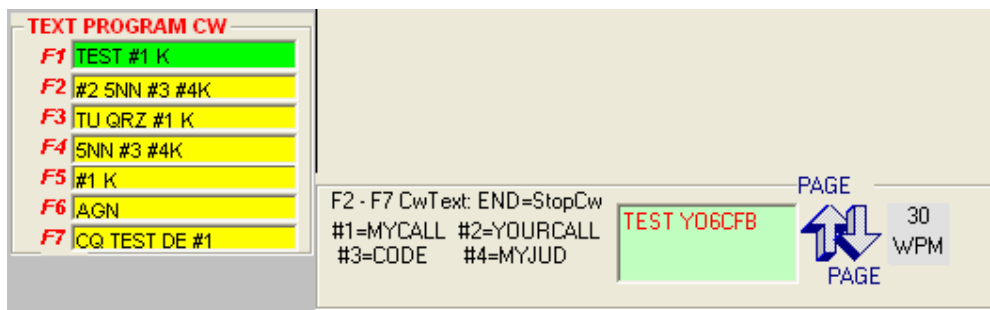 TEXT PROGRAM CW
F1 TEST #1 K
F2 #2 5NN #3 #4K
F3 TU QRZ #1 K
F4 5NN #3 #4K
F5 #1 K
F6 AGN
F7 CQ TEST DE #1
F2 - F7 CwText: END=StopCw
#1=MYCALL #2=YOURCALL
#3=CODE #4=MYJUD
TEST YO6CFB
PAGE
PAGE
30
WPM